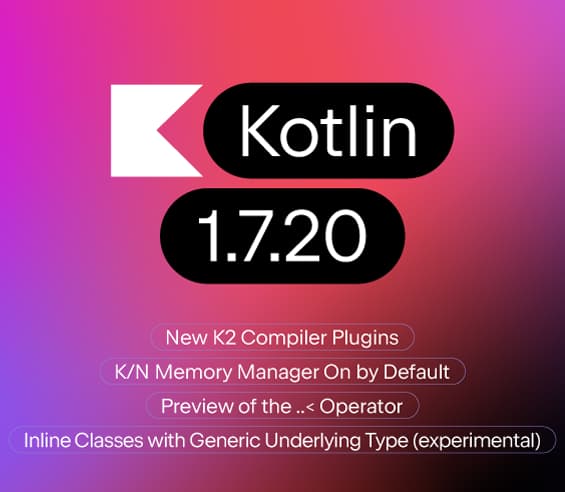 Kotlin
1.7.20
New K2 Compiler Plugins
K/N Memory Manager On by Default
Preview of the ..< Operator
Inline Classes with Generic Underlying Type (experimental)